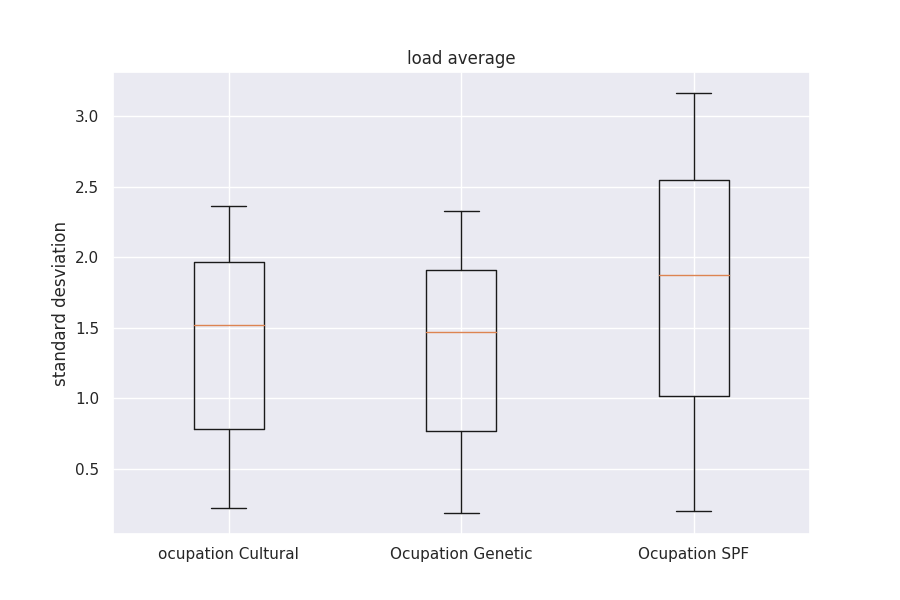 load average
standard desviation
3.0
2.5
2.0
1.5
1.0
0.5
ocupation Cultural
Ocupation Genetic
Ocupation SPF